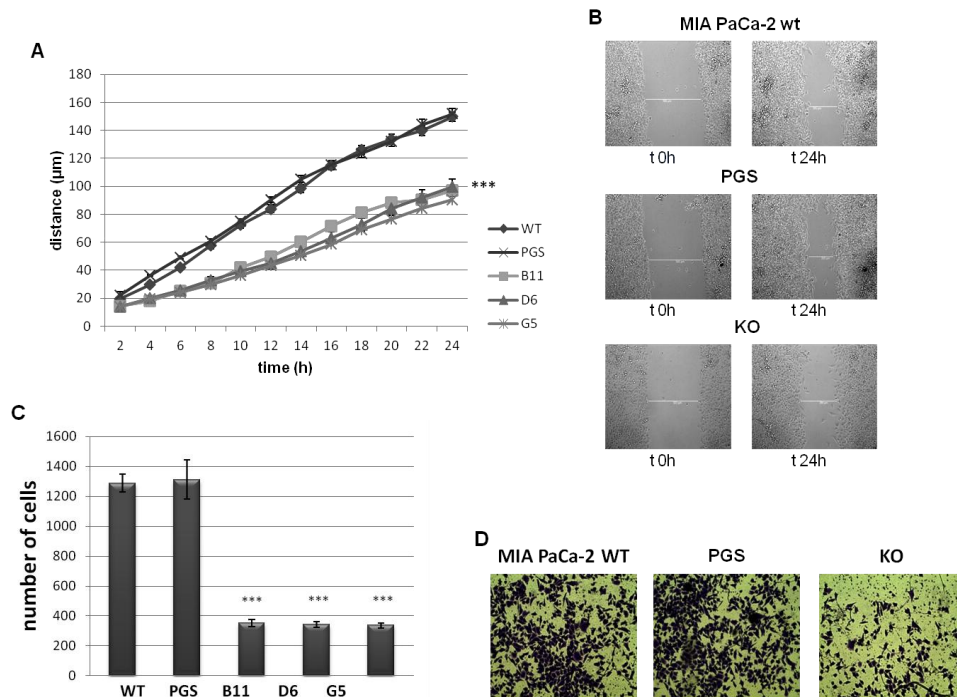 A
180
160
140
120
100
80
60
40
20
0
distance (µm)
2 4 6 8 10 12 14 16 18 20 22 24
time (h)
***
WT
PGS
B11
D6
G5
B
MIA PaCa-2 wt
t 0h t 24h
PGS
t 0h t 24h
KO
t 0h t 24h
C
1600
1400
1200
1000
800
600
400
200
0
number of cells
*** *** ***
WT PGS B11 D6 G5
D
MIA PaCa-2 WT PGS KO